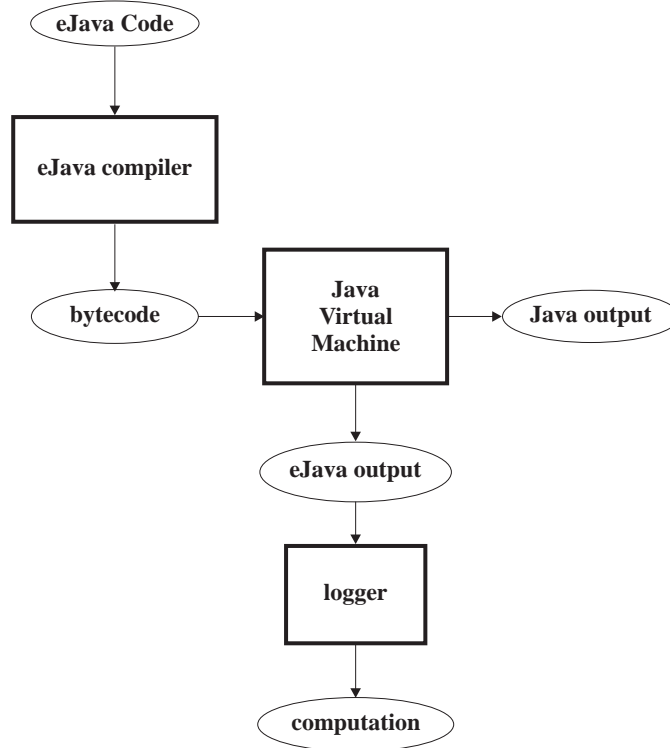 eJava Code
eJava compiler
bytecode
Java
Virtual
Machine
Java output
eJava output
logger
computation